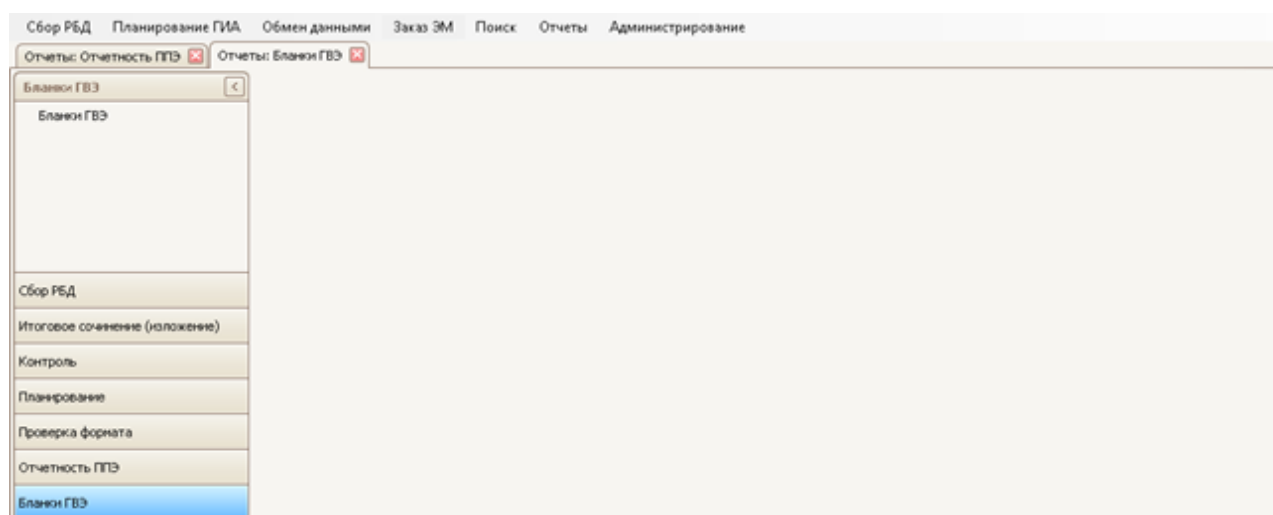 Сбор РБД Планирование ГИА Обмен данными Заказ ЭМ Поиск Отчеты Администрирование
Отчеты: Отчетность ППЭ Отчеты: Бланки ГВЭ
Бланки ГВЭ
Бланки ГВЭ
Сбор РБД
Итоговое сочинение (изложение)
Контроль
Планирование
Проверка формата
Отчетность ППЭ
Бланки ГВЭ